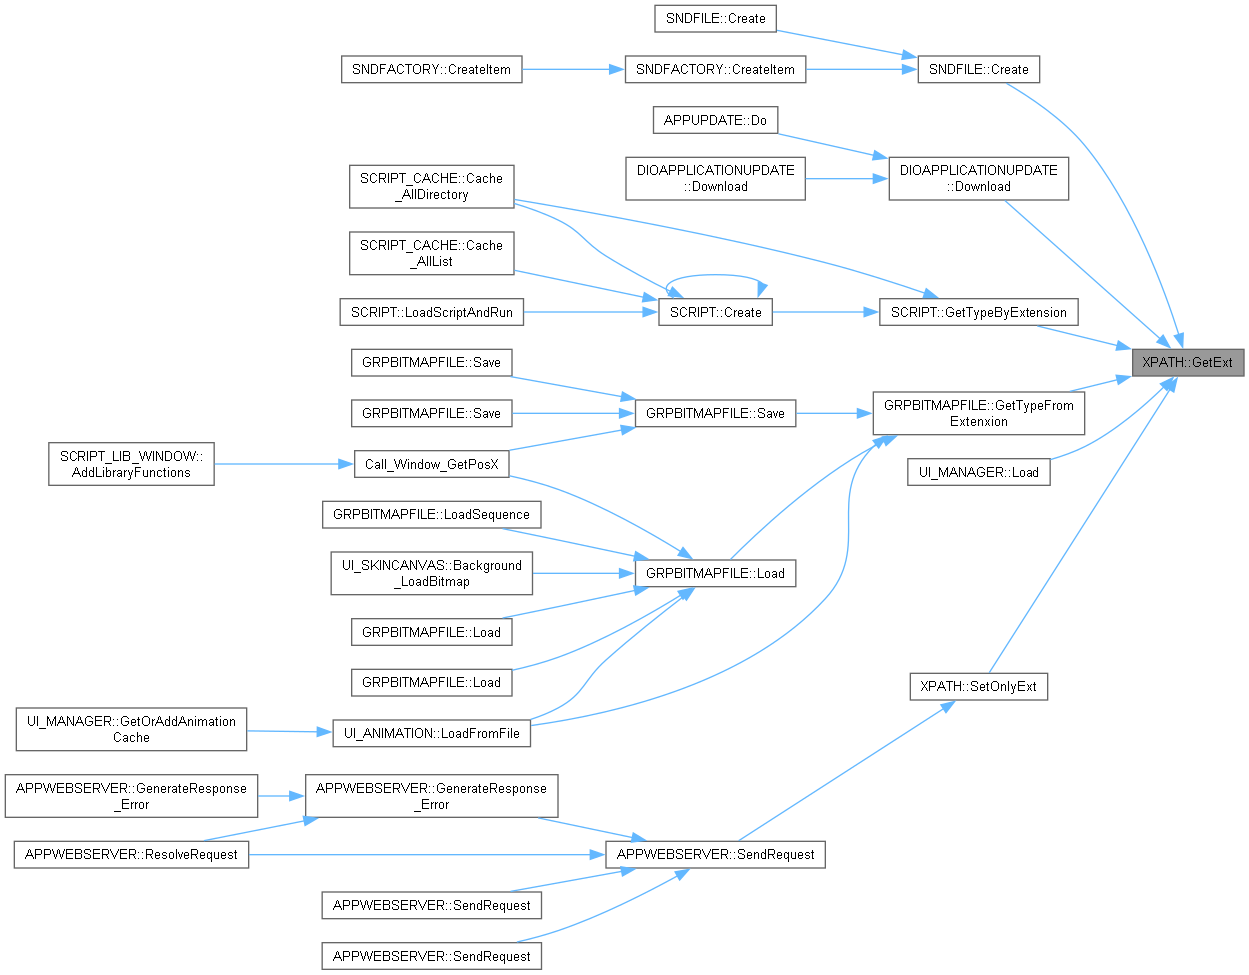 SNDFILE::Create
SNDFACTORY::CreateItem
SNDFACTORY::CreateItem
SNDFILE::Create
APPUPDATE::Do
DIOAPPLICATIONUPDATE
::Download
DIOAPPLICATIONUPDATE
::Download
SCRIPT_CACHE::Cache
_AllDirectory
SCRIPT_CACHE::Cache
_AllList
SCRIPT::LoadScriptAndRun
SCRIPT::Create
SCRIPT::GetTypeByExtension
XPATH::GetExt
GRPBITMAPFILE::Save
GRPBITMAPFILE::Save
GRPBITMAPFILE::Save
GRPBITMAPFILE::GetTypeFrom
Extenxion
SCRIPT_LIB_WINDOW::
AddLibraryFunctions
Call_Window_GetPosX
UI_MANAGER::Load
GRPBITMAPFILE::LoadSequence
UI_SKINCANVAS::Background
_LoadBitmap
GRPBITMAPFILE::Load
GRPBITMAPFILE::Load
GRPBITMAPFILE::Load
XPATH::SetOnlyExt
UI_MANAGER::GetOrAddAnimation
Cache
UI_ANIMATION::LoadFromFile
APPWEBSERVER::GenerateResponse
_Error
APPWEBSERVER::GenerateResponse
_Error
APPWEBSERVER::ResolveRequest
APPWEBSERVER::SendRequest
APPWEBSERVER::SendRequest
APPWEBSERVER::SendRequest